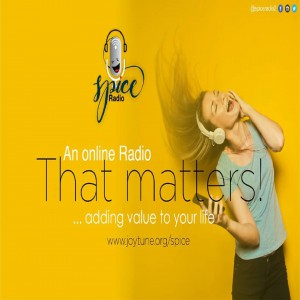 spice
Radio
An online Radio
That matters!
... adding value to your life
www.joytune.org/spice